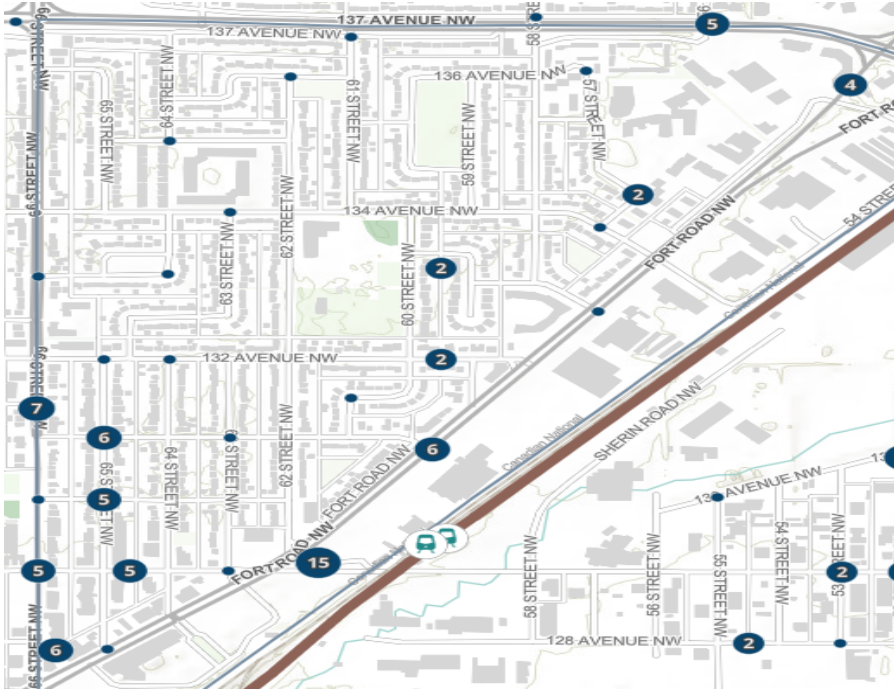 137 AVENUE NW
137 AVENUE NW
5
66 STREET NW
4
136 AVENUE NW
65 STREET NW
64 STREET NW
61 STREET NW
59 STREET NW
57 STREET NW
FORT
2
66 STREET NW
134 AVENUE NW
62 STREET NW
63 STREET NW
60 STREET NW
FORT ROAD NW
54 STREET
Canadian National
2
132 AVENUE NW
2
66 STREET NW
7
6
6
65 STREET NW
64 STREET NW
62 STREET NW
FORT ROAD NW
Canadian National
SHERIN ROAD NW
5
AVENUE NW
FORT ROAD NW
15
5
5
58 STREET NW
56 STREET NW
55 STREET NW
54 STREET NW
2
53
66 STREET NW
6
128 AVENUE NW
2